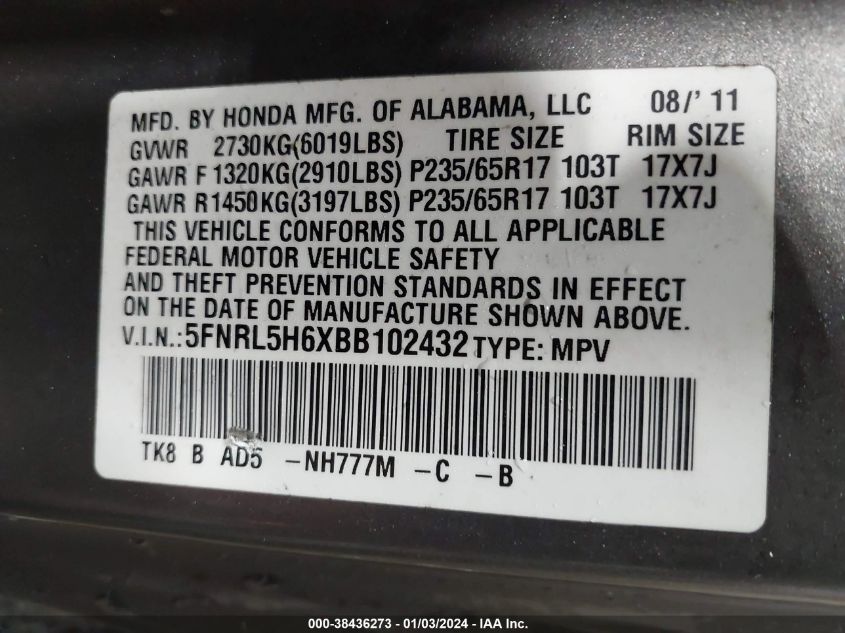 MFD. BY HONDA MFG. OF ALABAMA, LLC 08/'11
GVWR 2730KG(6019LBS) TIRE SIZE RIM SIZE
GAWR F 1320KG(2910LBS) P235/65R17 103T 17X7J
GAWR R1450KG(3197LBS) P235/65R17 103T 17X7J
THIS VEHICLE CONFORMS TO ALL APPLICABLE
FEDERAL MOTOR VEHICLE SAFETY
AND THEFT PREVENTION STANDARDS IN EFFECT
ON THE DATE OF MANUFACTURE SHOWN ABOVE.
V.I.N.:5FNRL5H6XBB102432 TYPE: MPV
TK8 B AD5 -NH777M -C -B
000-38436273 - 01/03/2024 - IAA Inc.